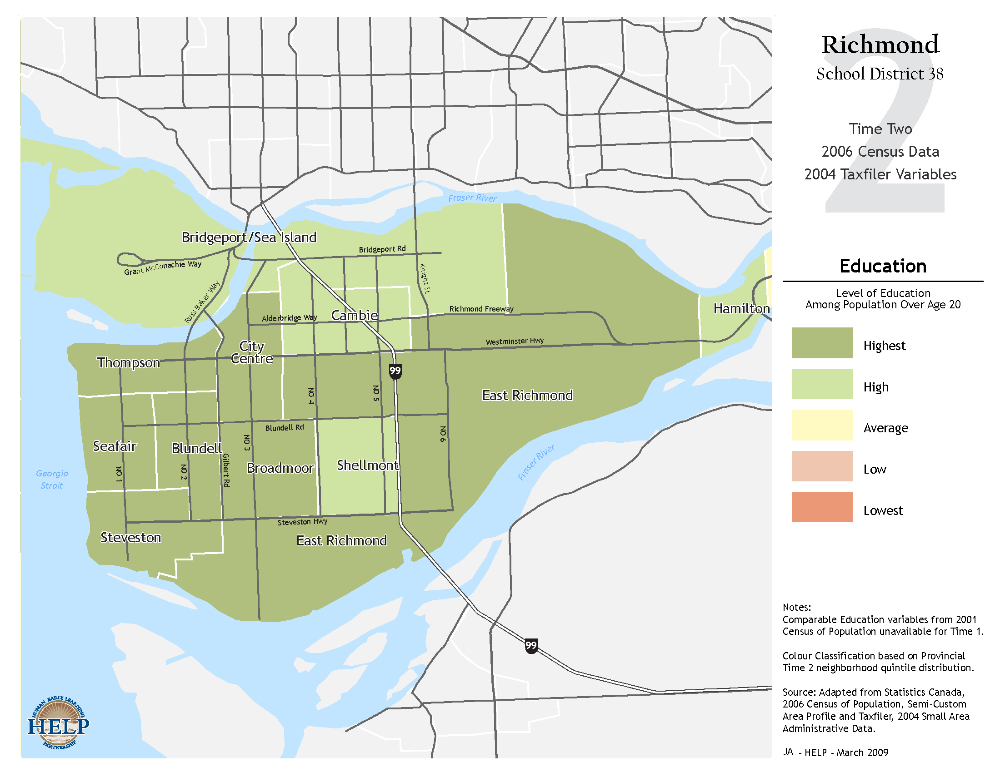 Richmond
School District 38
2
Time Two
2006 Census Data
2004 Taxfiler Variables
Education
Level of Education
Among Population Over Age 20
Highest
High
Average
Low
Lowest
Notes:
Comparable Education variables from 2001
Census of Population unavailable for Time 1.
Colour Classification based on Provincial
Time 2 neighborhood quintile distribution.
Source: Adapted from Statistics Canada,
2006 Census of Population, Semi-Custom
Area Profile and Taxfiler, 2004 Small Area
Administrative Data.
JA - HELP - March 2009
Fraser River
Bridgeport/Sea Island
Bridgeport Rd
Grant McConachie Way
Knight St
Russ Baker Way
Richmond Freeway
Hamilton
Alderbridge Way
Cambie
Westminster Hwy
City
Centre
Thompson
99
NO 4
NO 5
East Richmond
Blundell Rd
NO 3
NO 6
Seafair
Blundell
Gilbert Rd
Broadmoor
Shellmont
Fraser River
Georgia
Strait
NO 1
NO 2
Steveston Hwy
Steveston
East Richmond
99
HUMAN EARLY LEARNING
HELP
PARTNERSHIP